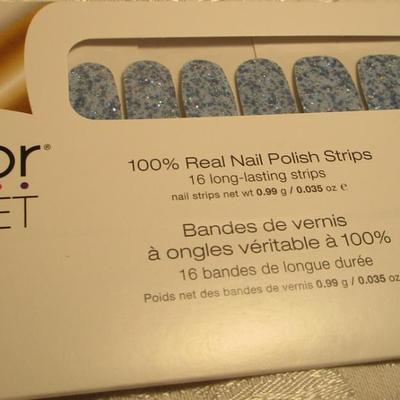 or®
ET
100% Real Nail Polish Strips
16 long-lasting strips
nail strips net 0.99 g / 0.035 oz e
Bandes de vernis
à ongles véritable à 100%
16 bandes de longue durée
Poids net des bandes de vernis 0.99 g / 0.035 oz